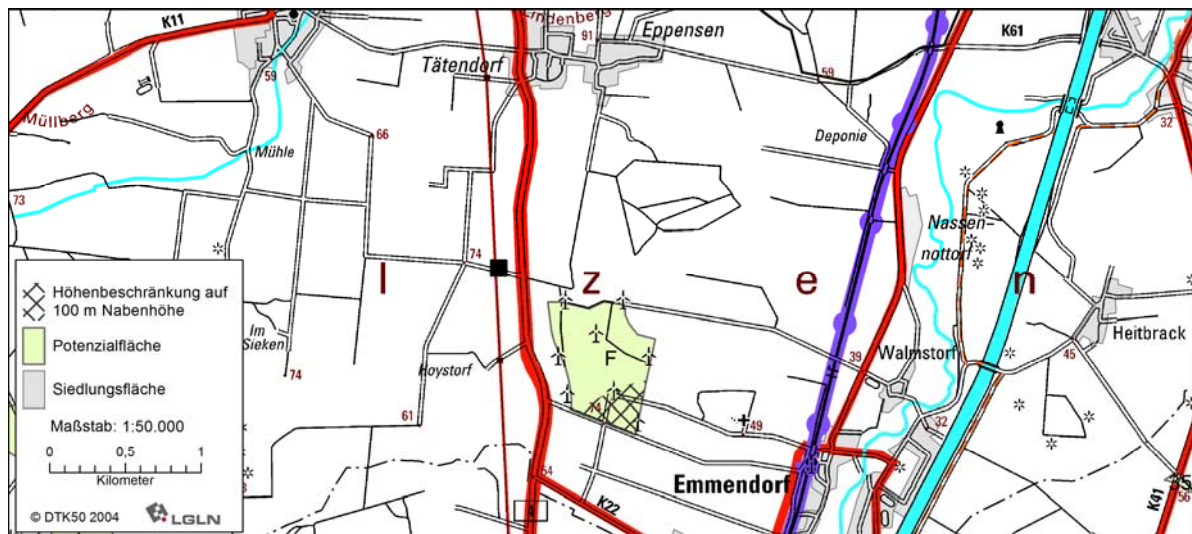 K11
Lindenberg
91
Eppensen
K61
Tätendorf
59
59
Müllberg
66
Mühle
Deponie
32
73
Nassen-
nottorf
74
l z e n
Höhenbeschränkung auf
100 m Nabenhöhe
Im
Sieken
Potenzialfläche
Heitbrack
F
Walmstorf
39
45
Hoystorf
74
Siedlungsfläche
61
74
49
32
Maßstab: 1:50.000
0 0,5 1
Kilometer
64
Emmendorf
K22
K41
56
© DTK50 2004
LGLN